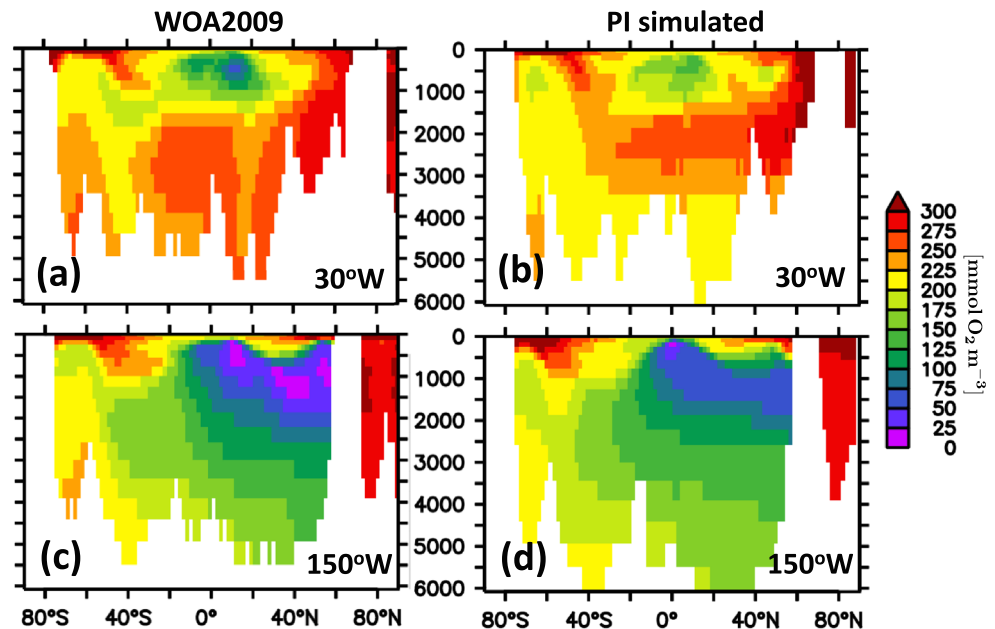 WOA2009
PI simulated
0
1000
2000
3000
4000
5000
6000
(a)
30°W
(b)
30°W
0
1000
2000
3000
4000
5000
6000
(c)
150°W
(d)
150°W
80°S 40°S 0° 40°N 80°N
80°S 40°S 0° 40°N 80°N
300
275
250
225
200
175
150
125
100
75
50
25
0
[mmol O₂ m⁻³]